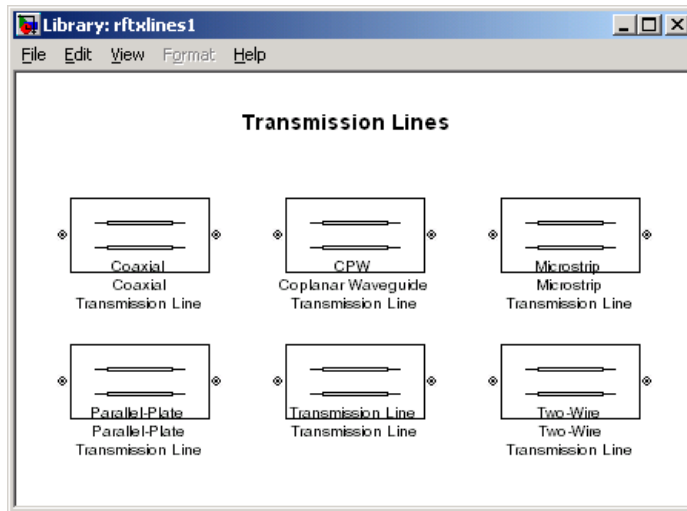 Library: rftxlines1
File Edit View Format Help
Transmission Lines
Coaxial
Coaxial
Transmission Line
CPW
Coplanar Waveguide
Transmission Line
Microstrip
Microstrip
Transmission Line
Parallel-Plate
Parallel-Plate
Transmission Line
Transmission Line
Transmission Line
Two-Wire
Two-Wire
Transmission Line